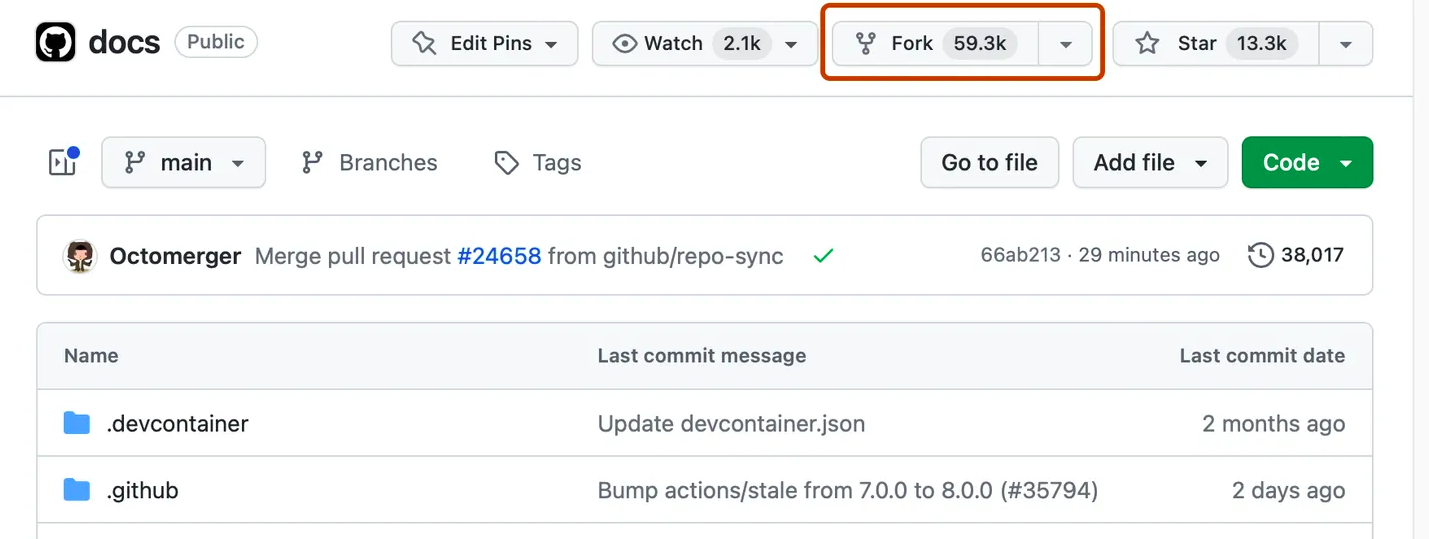 docs Public Edit Pins Watch 2.1k Fork 59.3k Star 13.3k
main Branches Tags Go to file Add file Code
Octomerger Merge pull request #24658 from github/repo-sync 66ab213 · 29 minutes ago 38,017
Name Last commit message Last commit date
.devcontainer Update devcontainer.json 2 months ago
.github Bump actions/stale from 7.0.0 to 8.0.0 (#35794) 2 days ago